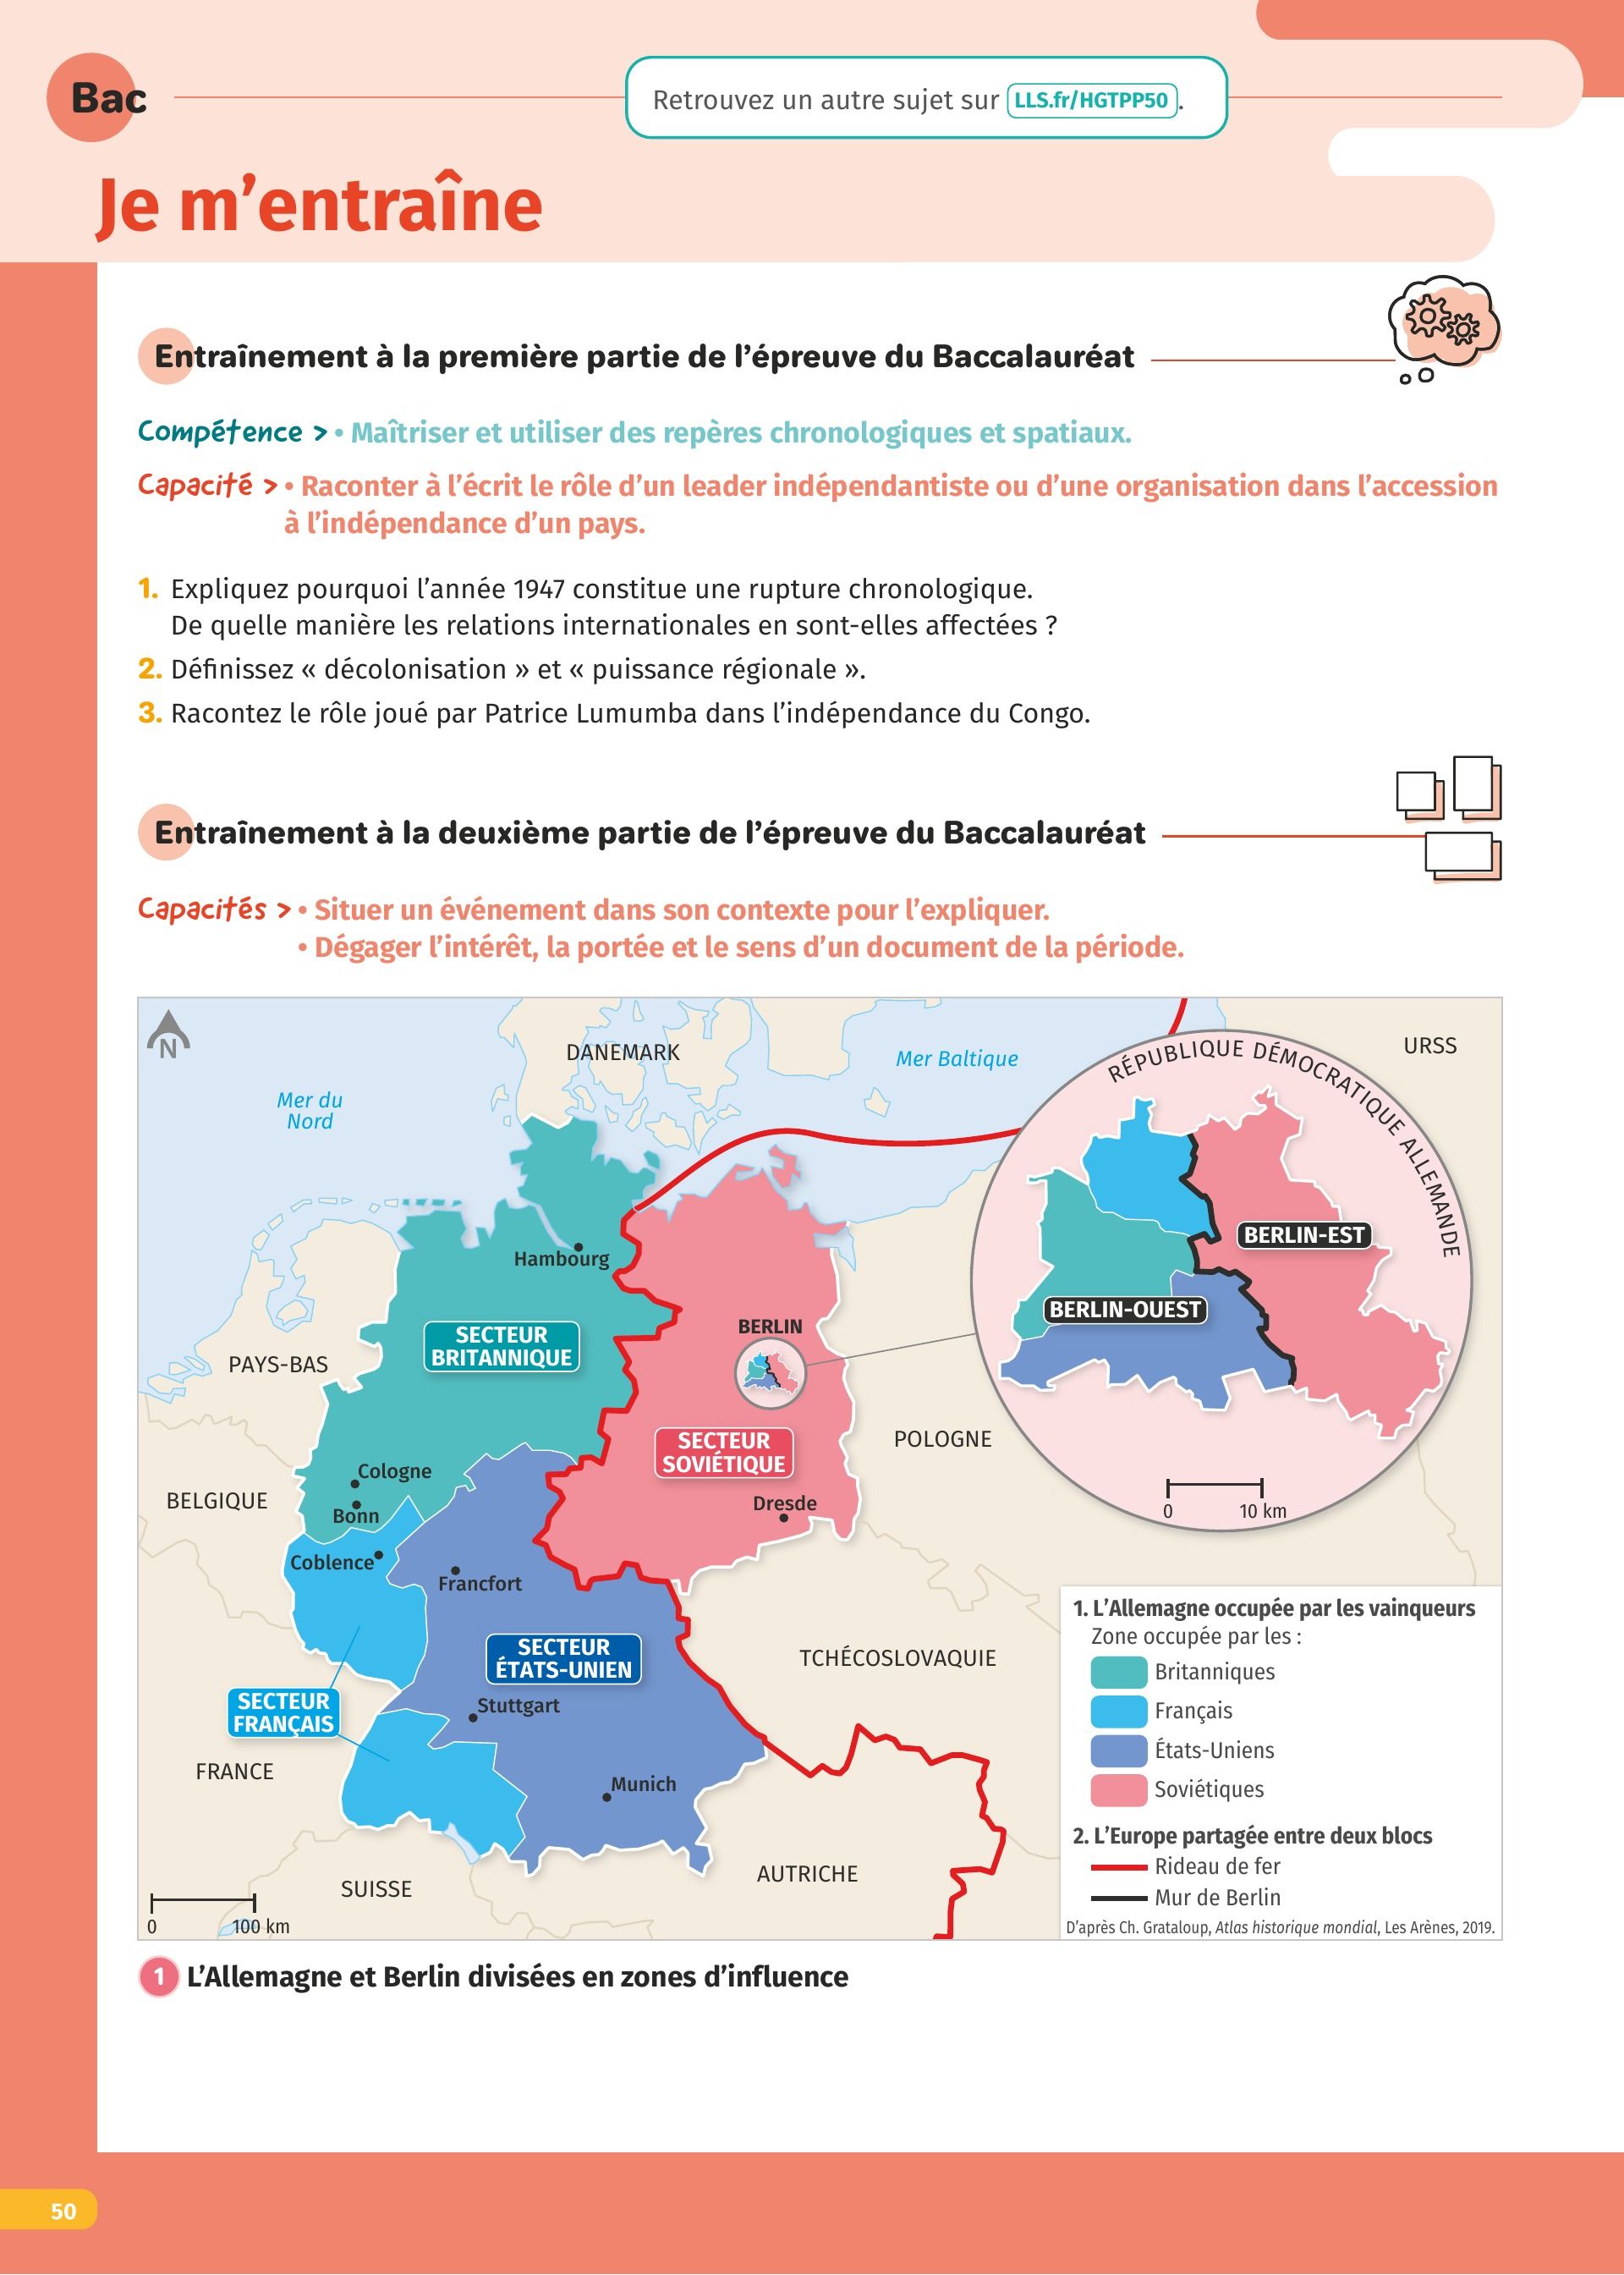 Bac
Retrouvez un autre sujet sur LLS.fr/HGTPP50.
Je m'entraîne
Entraînement à la première partie de l'épreuve du Baccalauréat
Compétence > • Maîtriser et utiliser des repères chronologiques et spatiaux.
Capacité > • Raconter à l'écrit le rôle d'un leader indépendantiste ou d'une organisation dans l'accession
à l'indépendance d'un pays.
1. Expliquez pourquoi l'année 1947 constitue une rupture chronologique.
De quelle manière les relations internationales en sont-elles affectées ?
2. Définissez « décolonisation » et « puissance régionale ».
3. Racontez le rôle joué par Patrice Lumumba dans l'indépendance du Congo.
Entraînement à la deuxième partie de l'épreuve du Baccalauréat
Capacités > • Situer un événement dans son contexte pour l'expliquer.
• Dégager l'intérêt, la portée et le sens d'un document de la période.
N
DANEMARK
Mer Baltique
URSS
Mer du
Nord
RÉPUBLIQUE DÉMOCRATIQUE ALLEMANDE
BERLIN-EST
BERLIN-OUEST
0 10 km
Hambourg
BERLIN
SECTEUR
BRITANNIQUE
PAYS-BAS
SECTEUR
SOVIÉTIQUE
POLOGNE
Cologne
BELGIQUE
Bonn
Dresde
Coblence
Francfort
SECTEUR
ÉTATS-UNIEN
TCHÉCOSLOVAQUIE
SECTEUR
FRANÇAIS
Stuttgart
FRANCE
Munich
AUTRICHE
SUISSE
0 100 km
1. L'Allemagne occupée par les vainqueurs
Zone occupée par les :
Britanniques
Français
États-Uniens
Soviétiques
2. L'Europe partagée entre deux blocs
Rideau de fer
Mur de Berlin
D'après Ch. Grataloup, Atlas historique mondial, Les Arènes, 2019.
1 L'Allemagne et Berlin divisées en zones d'influence
50